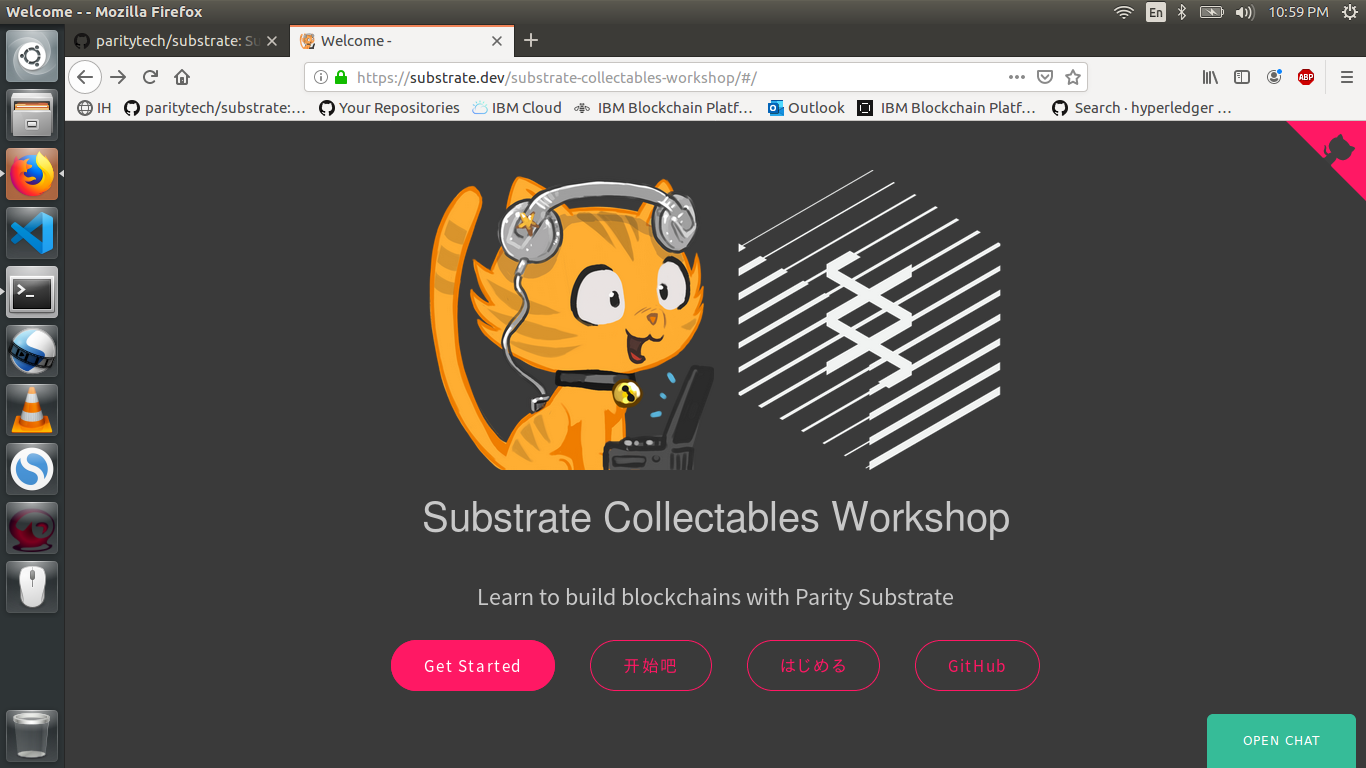 Welcome - - Mozilla Firefox
En
10:59 PM
paritytech/substrate: Su
Welcome -
https://substrate.dev/substrate-collectables-workshop/#/
ABP
IH
paritytech/substrate:...
Your Repositories
IBM Cloud
IBM Blockchain Platf...
Outlook
IBM Blockchain Platf...
Search · hyperledger ...
Substrate Collectables Workshop
Learn to build blockchains with Parity Substrate
Get Started
开始吧
はじめる
GitHub
OPEN CHAT